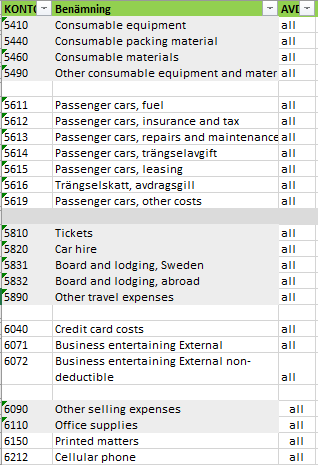 KONTO Benämning AVD
5410 Consumable equipment all
5440 Consumable packing material all
5460 Consumable materials all
5490 Other consumable equipment and mater all
5611 Passenger cars, fuel all
5612 Passenger cars, insurance and tax all
5613 Passenger cars, repairs and maintenance all
5614 Passenger cars, trängselavgift all
5615 Passenger cars, leasing all
5616 Trängselskatt, avdragsgill all
5619 Passenger cars, other costs all
5810 Tickets all
5820 Car hire all
5831 Board and lodging, Sweden all
5832 Board and lodging, abroad all
5890 Other travel expenses all
6040 Credit card costs all
6071 Business entertaining External all
6072 Business entertaining External non-
deductible all
6090 Other selling expenses all
6110 Office supplies all
6150 Printed matters all
6212 Cellular phone all